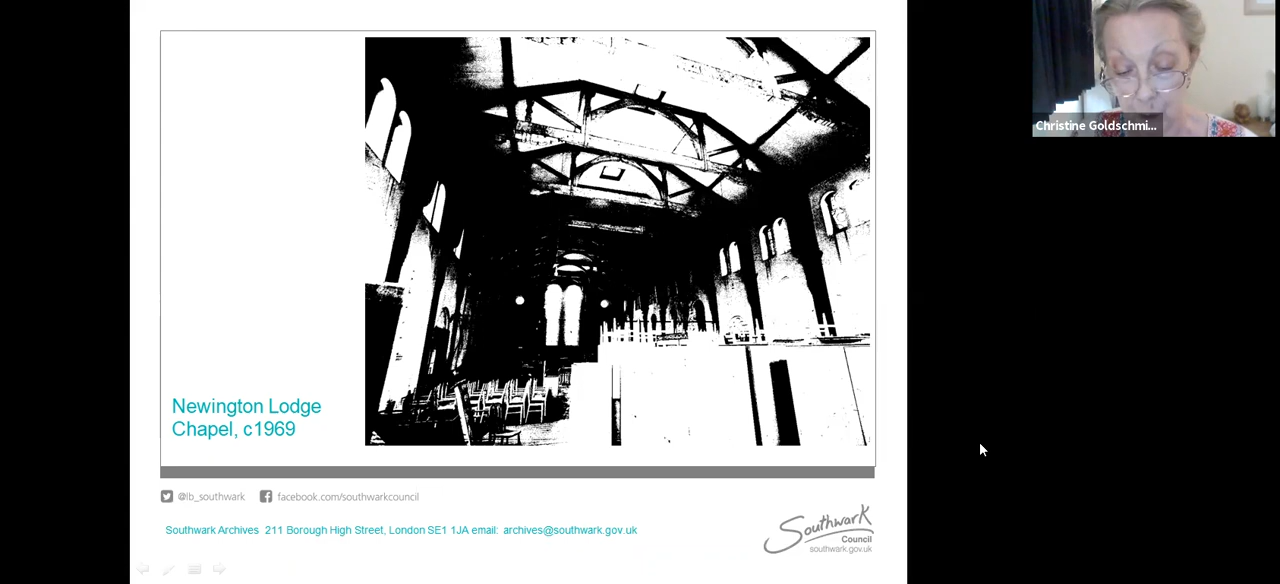 Christine Goldschmi...
Newington Lodge
Chapel, c1969
@lb_southwark
facebook.com/southwarkcouncil
Southwark Archives 211 Borough High Street, London SE1 1JA email: archives@southwark.gov.uk
Southwark
Council
southwark.gov.uk